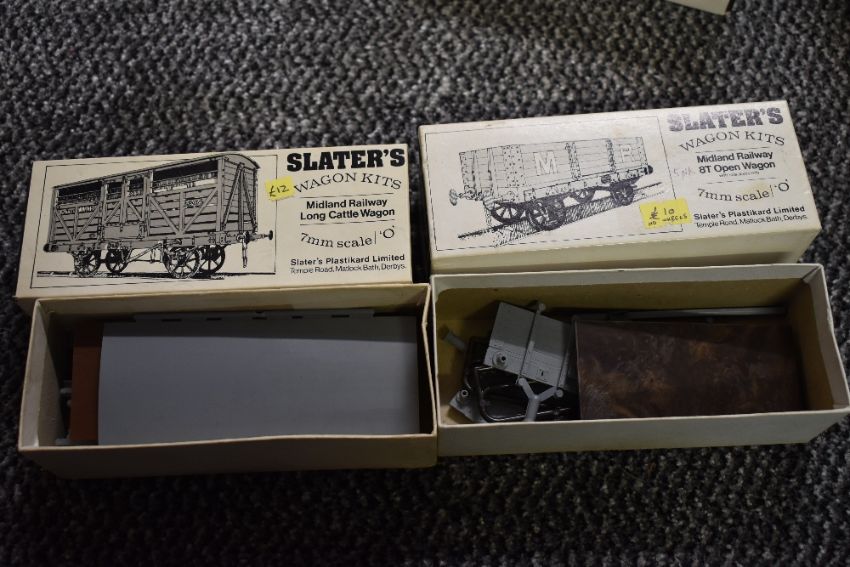 SLATER'S
WAGON KITS
Midland Railway
Long Cattle Wagon
7mm scale/'O'
Slater's Plastikard Limited
Temple Road, Matlock Bath, Derbys.
£12
SLATER'S
WAGON KITS
Midland Railway
8T Open Wagon
7mm scale/'O'
Slater's Plastikard Limited
Temple Road, Matlock Bath, Derbys.
M R
£10
NO WHEELS